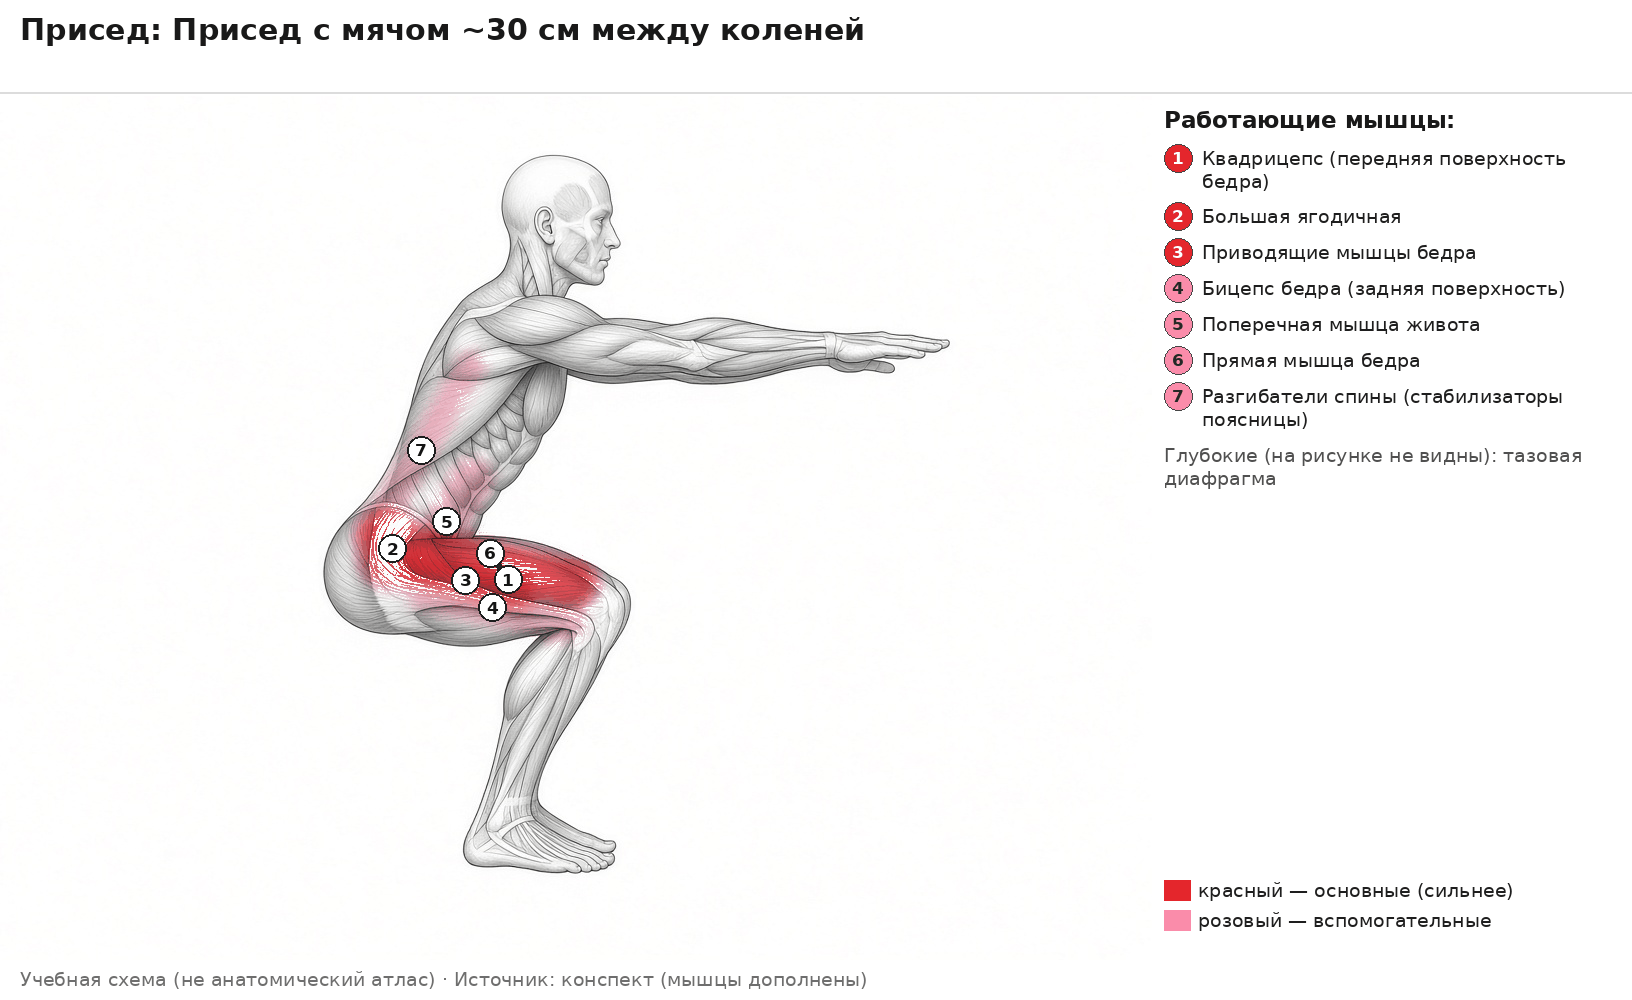 Присед: Присед с мячом ~30 см между коленей
Работающие мышцы:
1 Квадрицепс (передняя поверхность
бедра)
2 Большая ягодичная
3 Приводящие мышцы бедра
4 Бицепс бедра (задняя поверхность)
5 Поперечная мышца живота
6 Прямая мышца бедра
7 Разгибатели спины (стабилизаторы
поясницы)
Глубокие (на рисунке не видны): тазовая
диафрагма
7
5
2
6
3
1
4
красный — основные (сильнее)
розовый — вспомогательные
Учебная схема (не анатомический атлас) · Источник: конспект (мышцы дополнены)